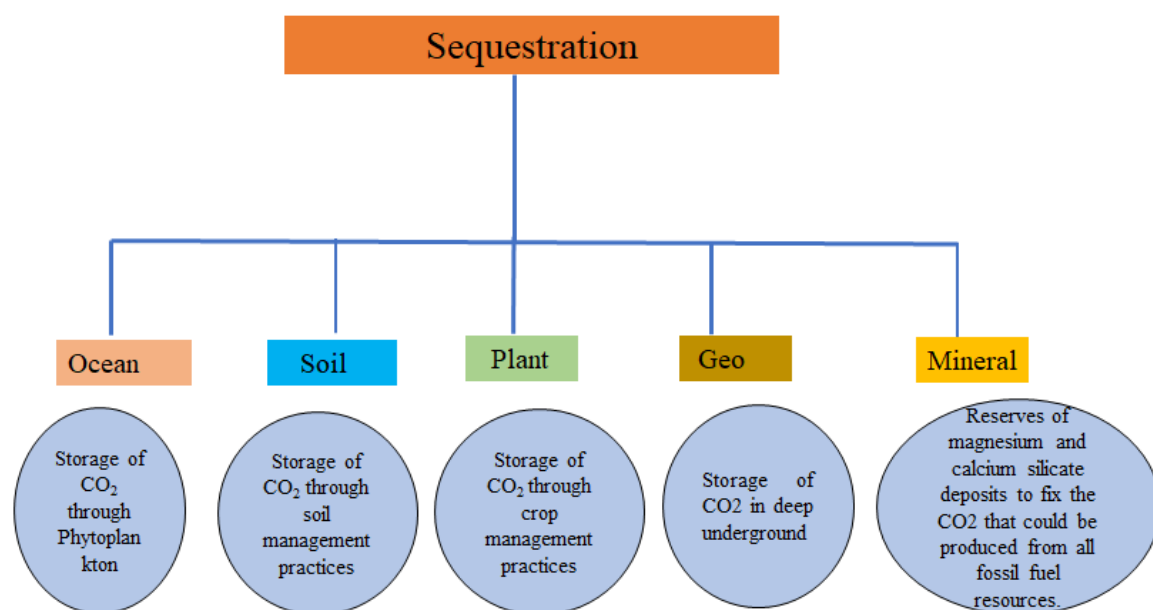 Sequestration
Ocean
Soil
Plant
Geo
Mineral
Storage of
CO₂
through
Phytoplan
kton
Storage of
CO₂ through
soil
management
practices
Storage of
CO₂ through
crop
management
practices
Storage of
CO2 in deep
underground
Reserves of
magnesium and
calcium silicate
deposits to fix the
CO2 that could be
produced from all
fossil fuel
resources.